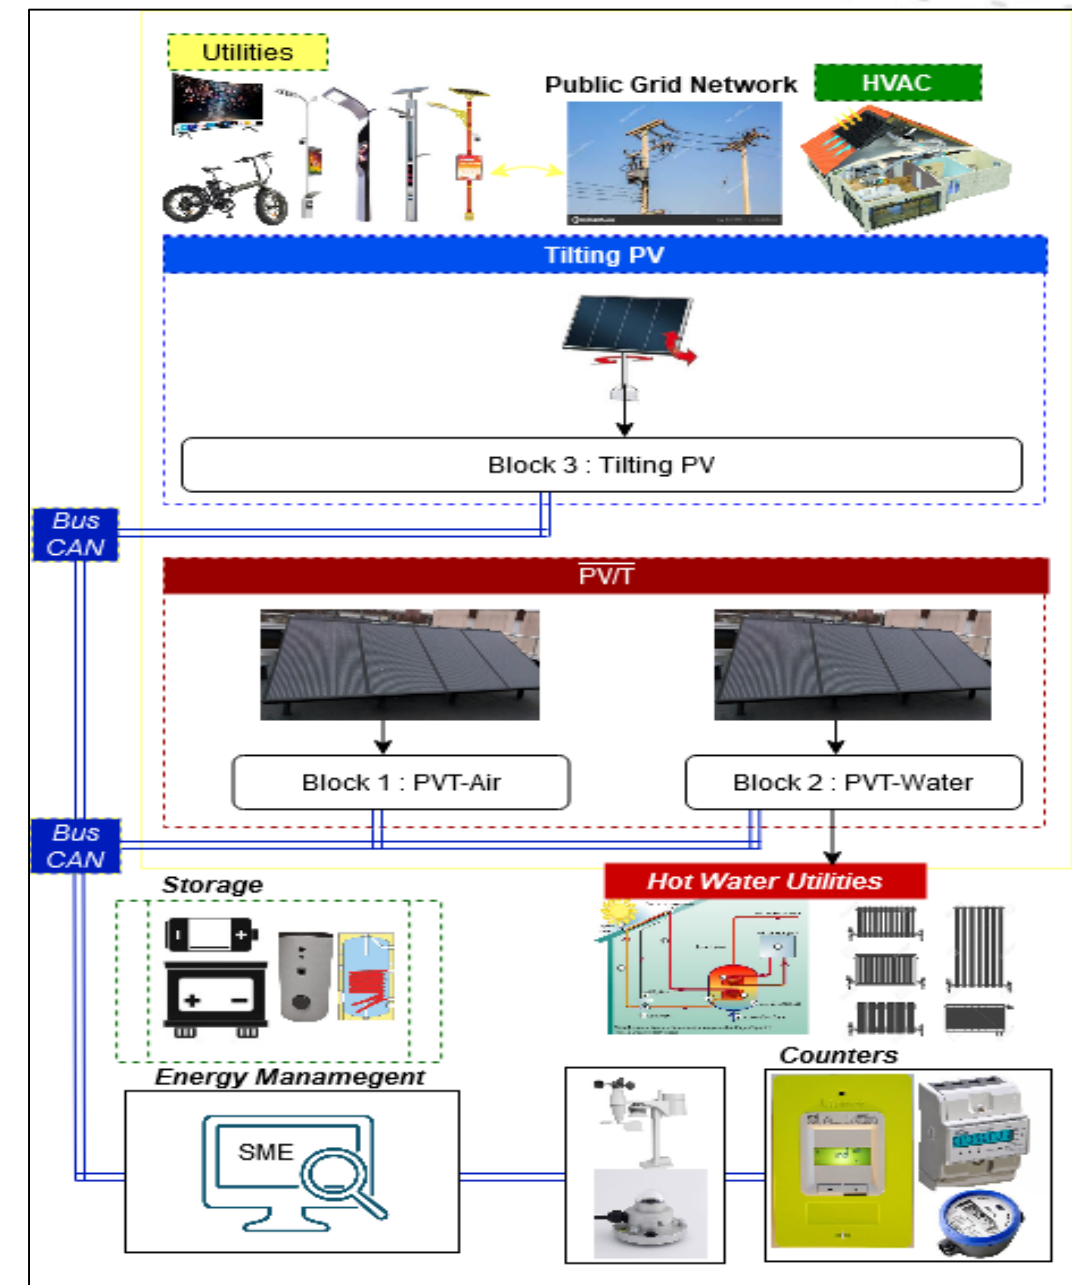 Utilities
Public Grid Network
HVAC
Tilting PV
Block 3 : Tilting PV
Bus
CAN
PV/T
Block 1 : PVT-Air
Block 2 : PVT-Water
Bus
CAN
Storage
Hot Water Utilities
Counters
Energy Manamegent
SME